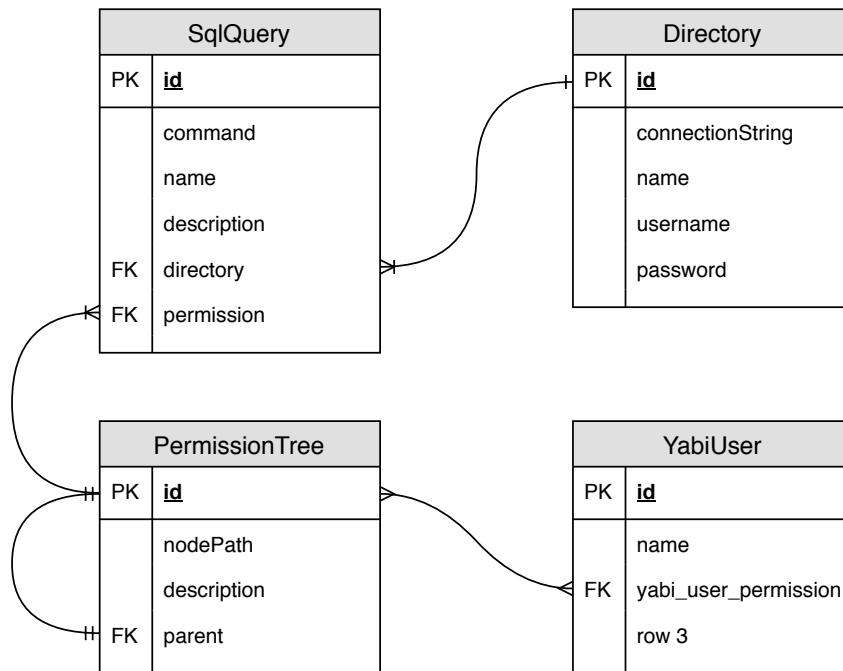 SqlQuery
PK id
command
name
description
FK directory
FK permission
Directory
PK id
connectionString
name
username
password
PermissionTree
PK id
nodePath
description
FK parent
YabiUser
PK id
name
FK yabi_user_permission
row 3